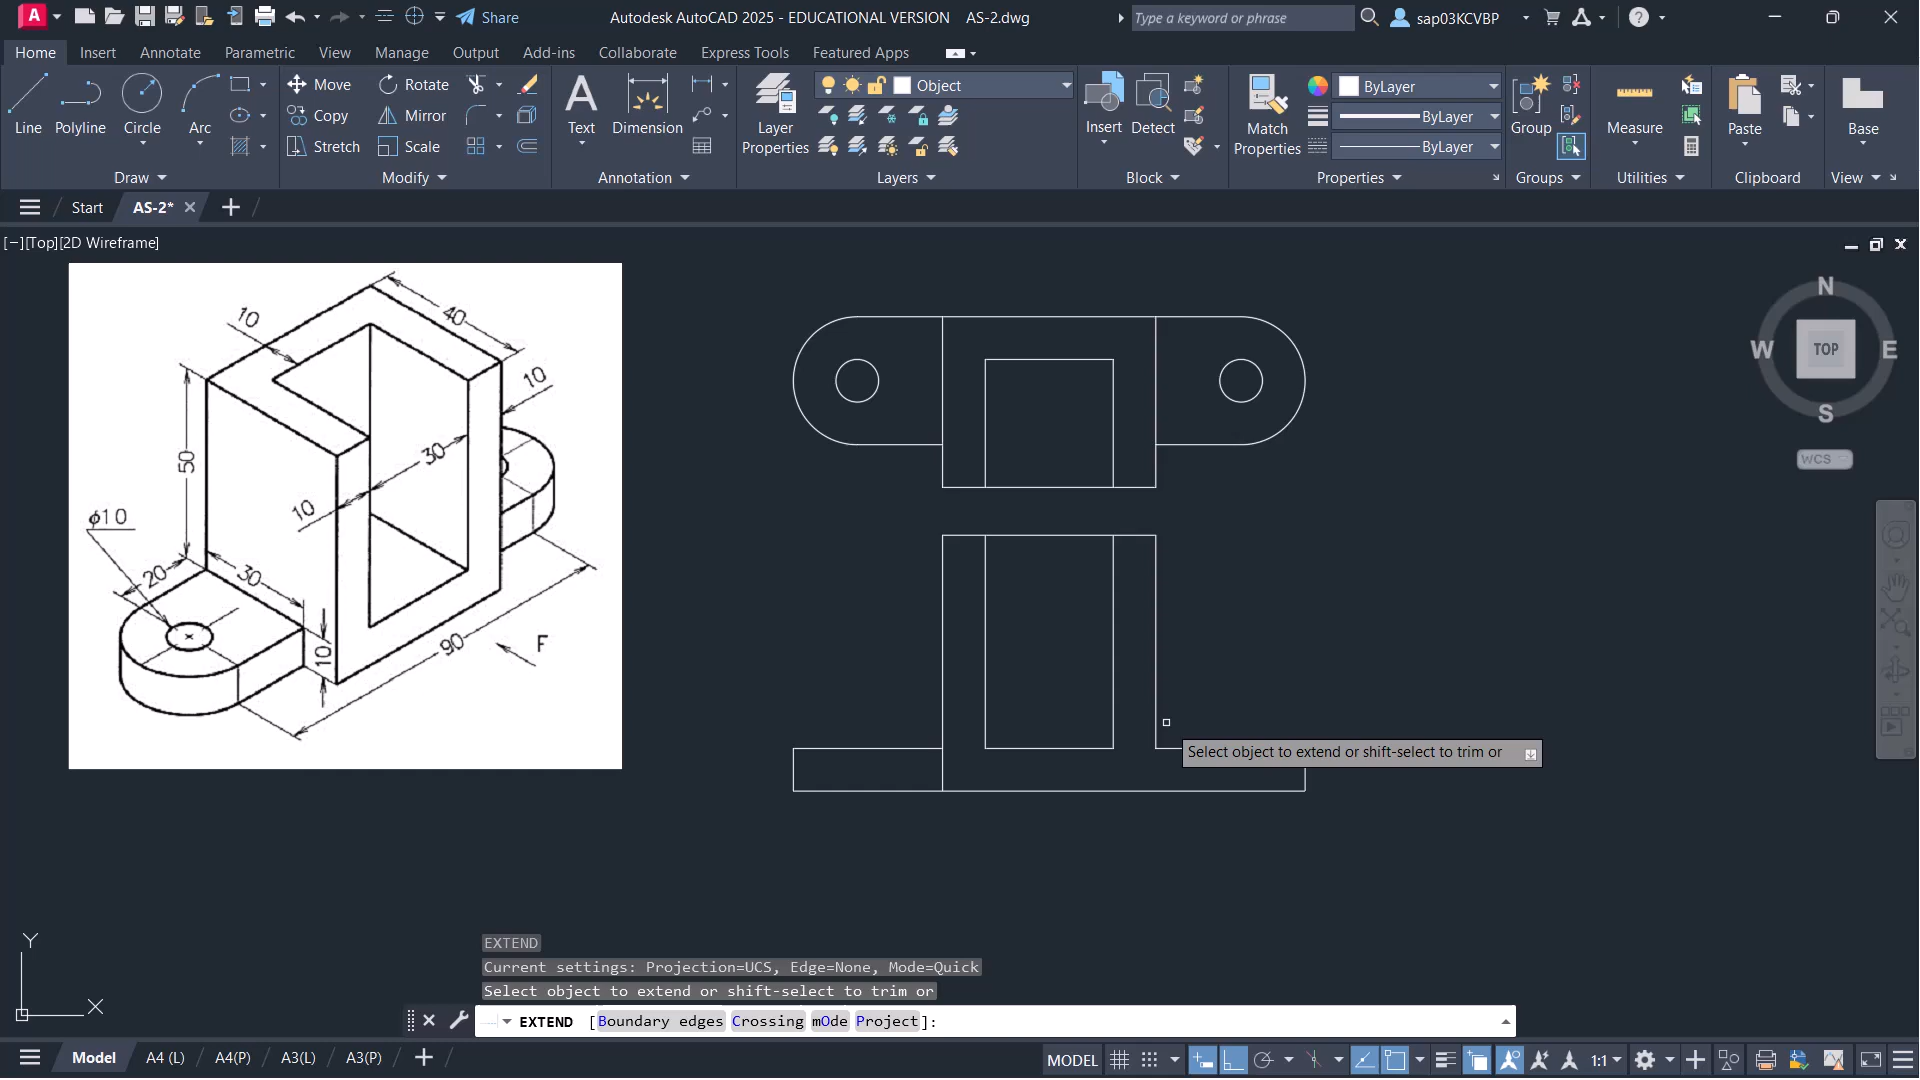 Share
Autodesk AutoCAD 2025 - EDUCATIONAL VERSION AS-2.dwg
Type a keyword or phrase
sap03KCVBP
Home Insert Annotate Parametric View Manage Output Add-ins Collaborate Express Tools Featured Apps
Line Polyline Circle Arc
Move Rotate
Copy Mirror
Stretch Scale
Text Dimension
Layer Properties
Object
Insert Detect
Match Properties
ByLayer
ByLayer
ByLayer
Group
Measure
Paste
Base
Draw Modify Annotation Layers Block Properties Groups Utilities Clipboard View
Start AS-2*
[−][Top][2D Wireframe]
10
40
10
50
30
10
ϕ10
20
30
10
90
F
N
W TOP E
S
WCS
Select object to extend or shift-select to trim or
Y
X
EXTEND
Current settings: Projection=UCS, Edge=None, Mode=Quick
Select object to extend or shift-select to trim or
EXTEND [Boundary edges Crossing mOde Project]:
Model A4 (L) A4(P) A3(L) A3(P)
MODEL
1:1